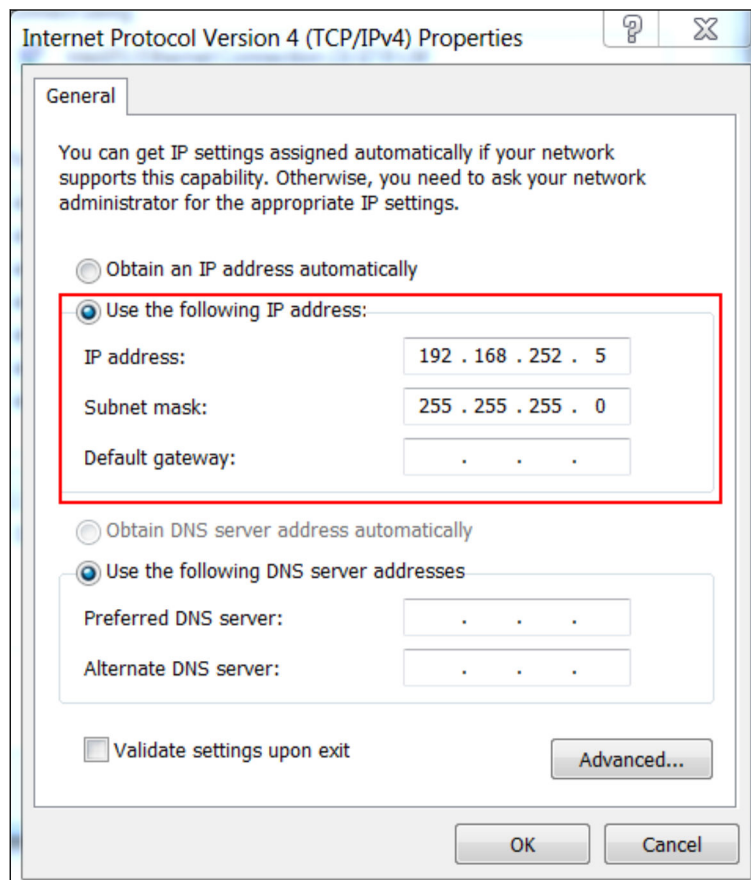 Internet Protocol Version 4 (TCP/IPv4) Properties
General
You can get IP settings assigned automatically if your network
supports this capability. Otherwise, you need to ask your network
administrator for the appropriate IP settings.
Obtain an IP address automatically
Use the following IP address:
IP address: 192 . 168 . 252 . 5
Subnet mask: 255 . 255 . 255 . 0
Default gateway: . . .
Obtain DNS server address automatically
Use the following DNS server addresses
Preferred DNS server: . . .
Alternate DNS server: . . .
Validate settings upon exit
Advanced...
OK Cancel